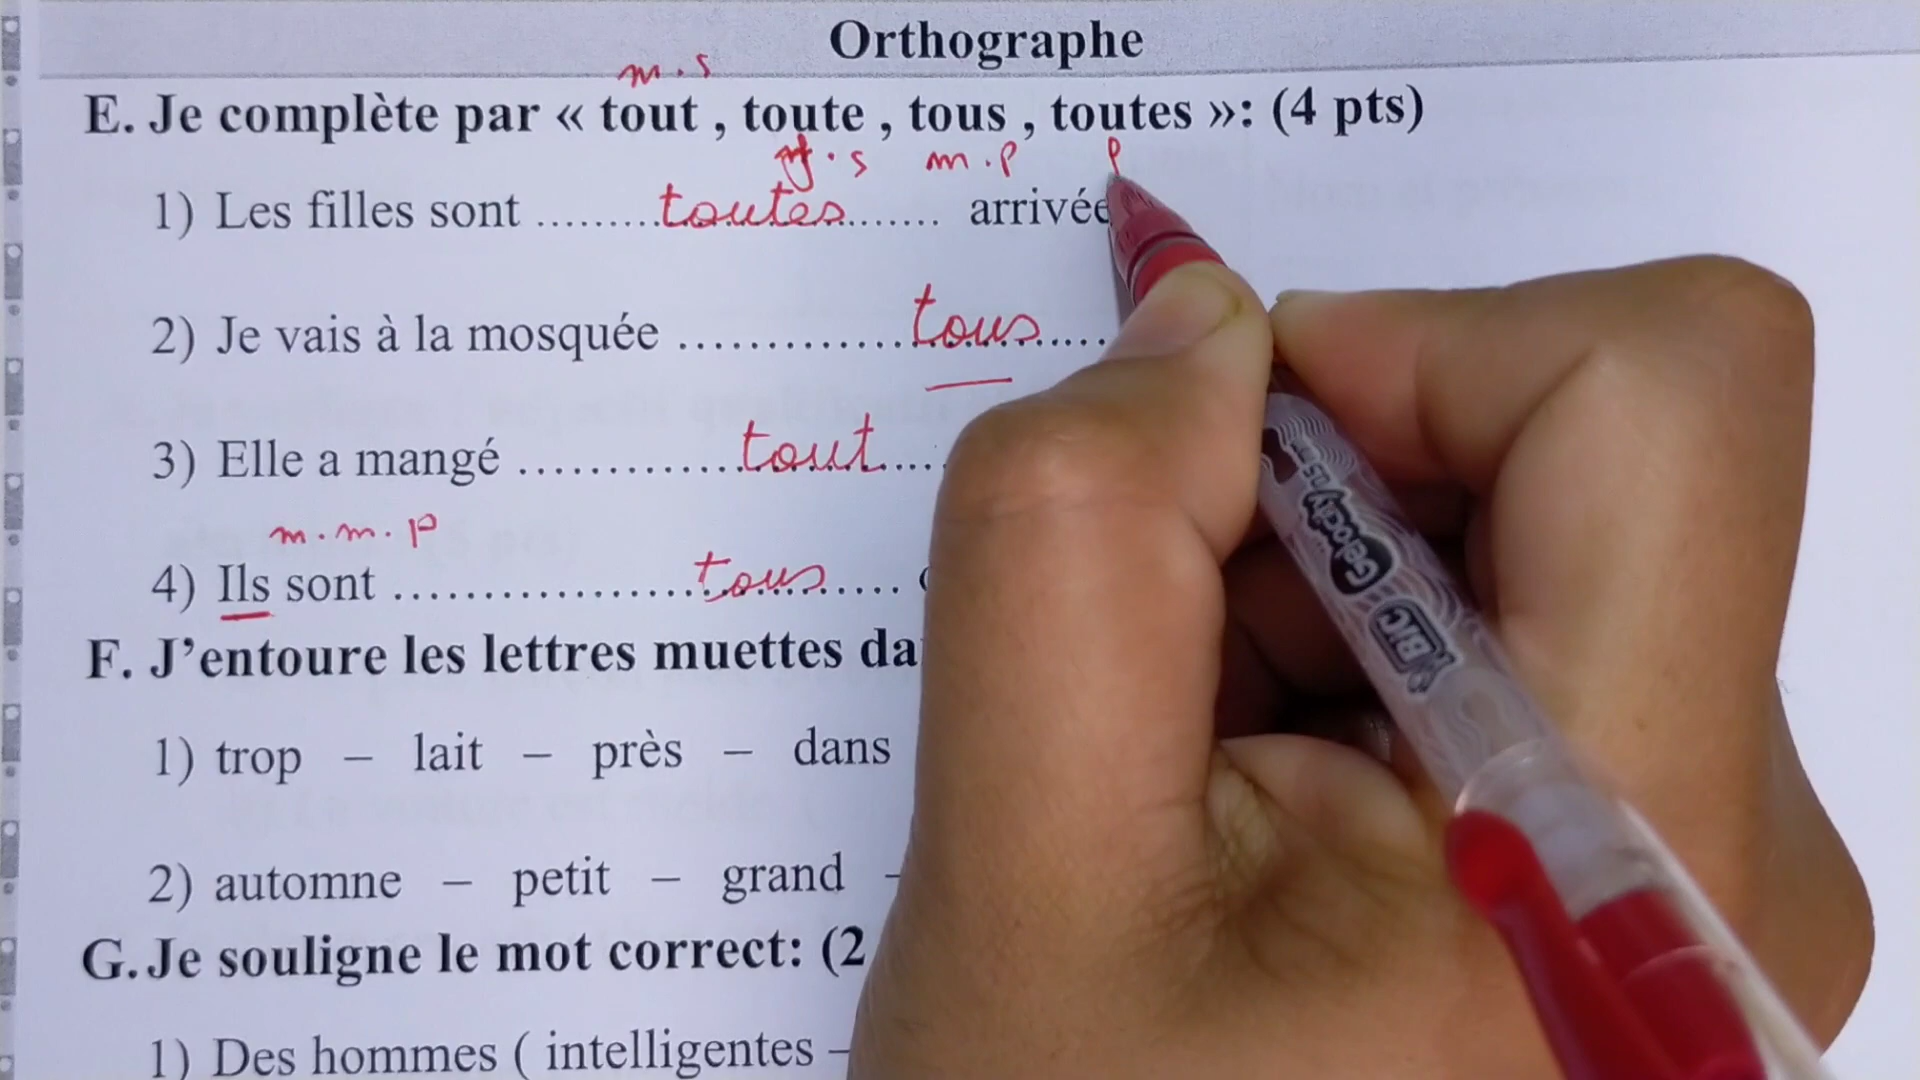 Orthographe
m.s
E. Je complète par « tout , toute , tous , toutes »: (4 pts)
f.s m.p
1) Les filles sont .........toutes....... arrivée
2) Je vais à la mosquée .............tous.....
3) Elle a mangé .............tout....
m.m.p
4) Ils sont ..................tous.....
F. J'entoure les lettres muettes da
1) trop – lait – près – dans
2) automne – petit – grand –
G. Je souligne le mot correct: (2
1) Des hommes ( intelligentes –
BIC Gelocity